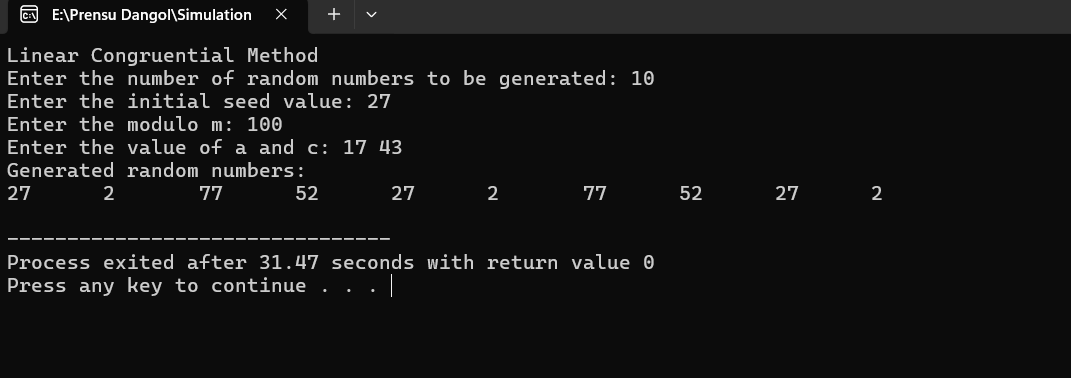 E:\Prensu Dangol\Simulation
Linear Congruential Method
Enter the number of random numbers to be generated: 10
Enter the initial seed value: 27
Enter the modulo m: 100
Enter the value of a and c: 17 43
Generated random numbers:
27 2 77 52 27 2 77 52 27 2
--------------------------------
Process exited after 31.47 seconds with return value 0
Press any key to continue . . .